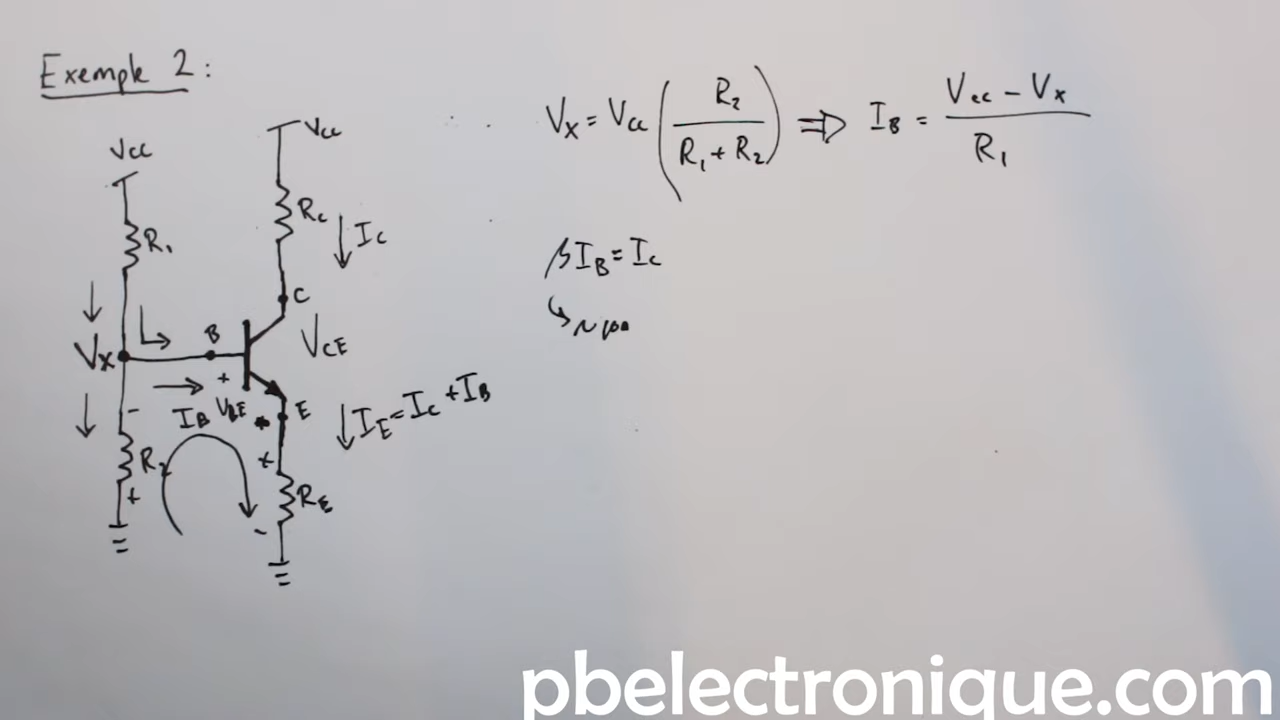 Exemple 2:
Vx = Vcc ( R2 / R1 + R2 ) ⇒ IB = Vcc - Vx / R1
Vcc
Vcc
R1
Rc
Ic
βIB = Ic
C
~ 100
B
Vx
VCE
+
IB
VBE
E
IE = Ic + IB
-
R2
+
+
RE
-
pbelectronique.com